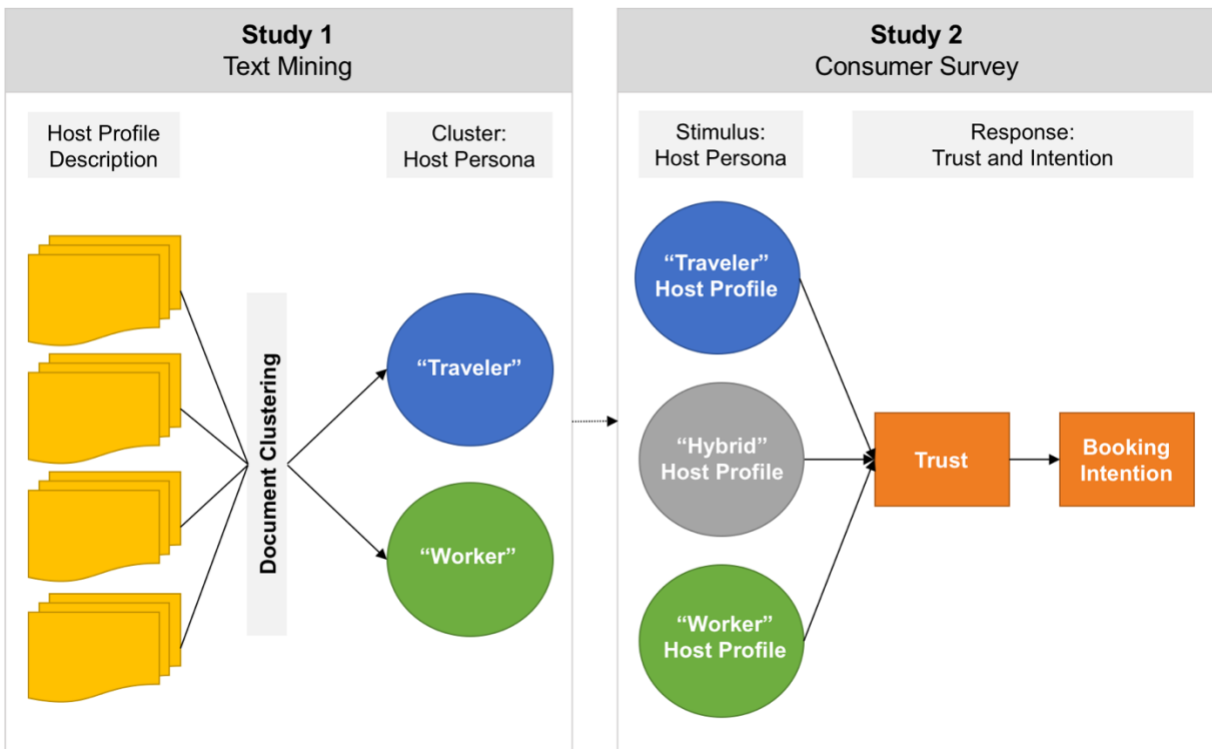 Study 1
Text Mining
Host Profile
Description
Cluster:
Host Persona
Document Clustering
“Traveler”
“Worker”
Study 2
Consumer Survey
Stimulus:
Host Persona
Response:
Trust and Intention
“Traveler”
Host Profile
“Hybrid”
Host Profile
“Worker”
Host Profile
Trust
Booking
Intention